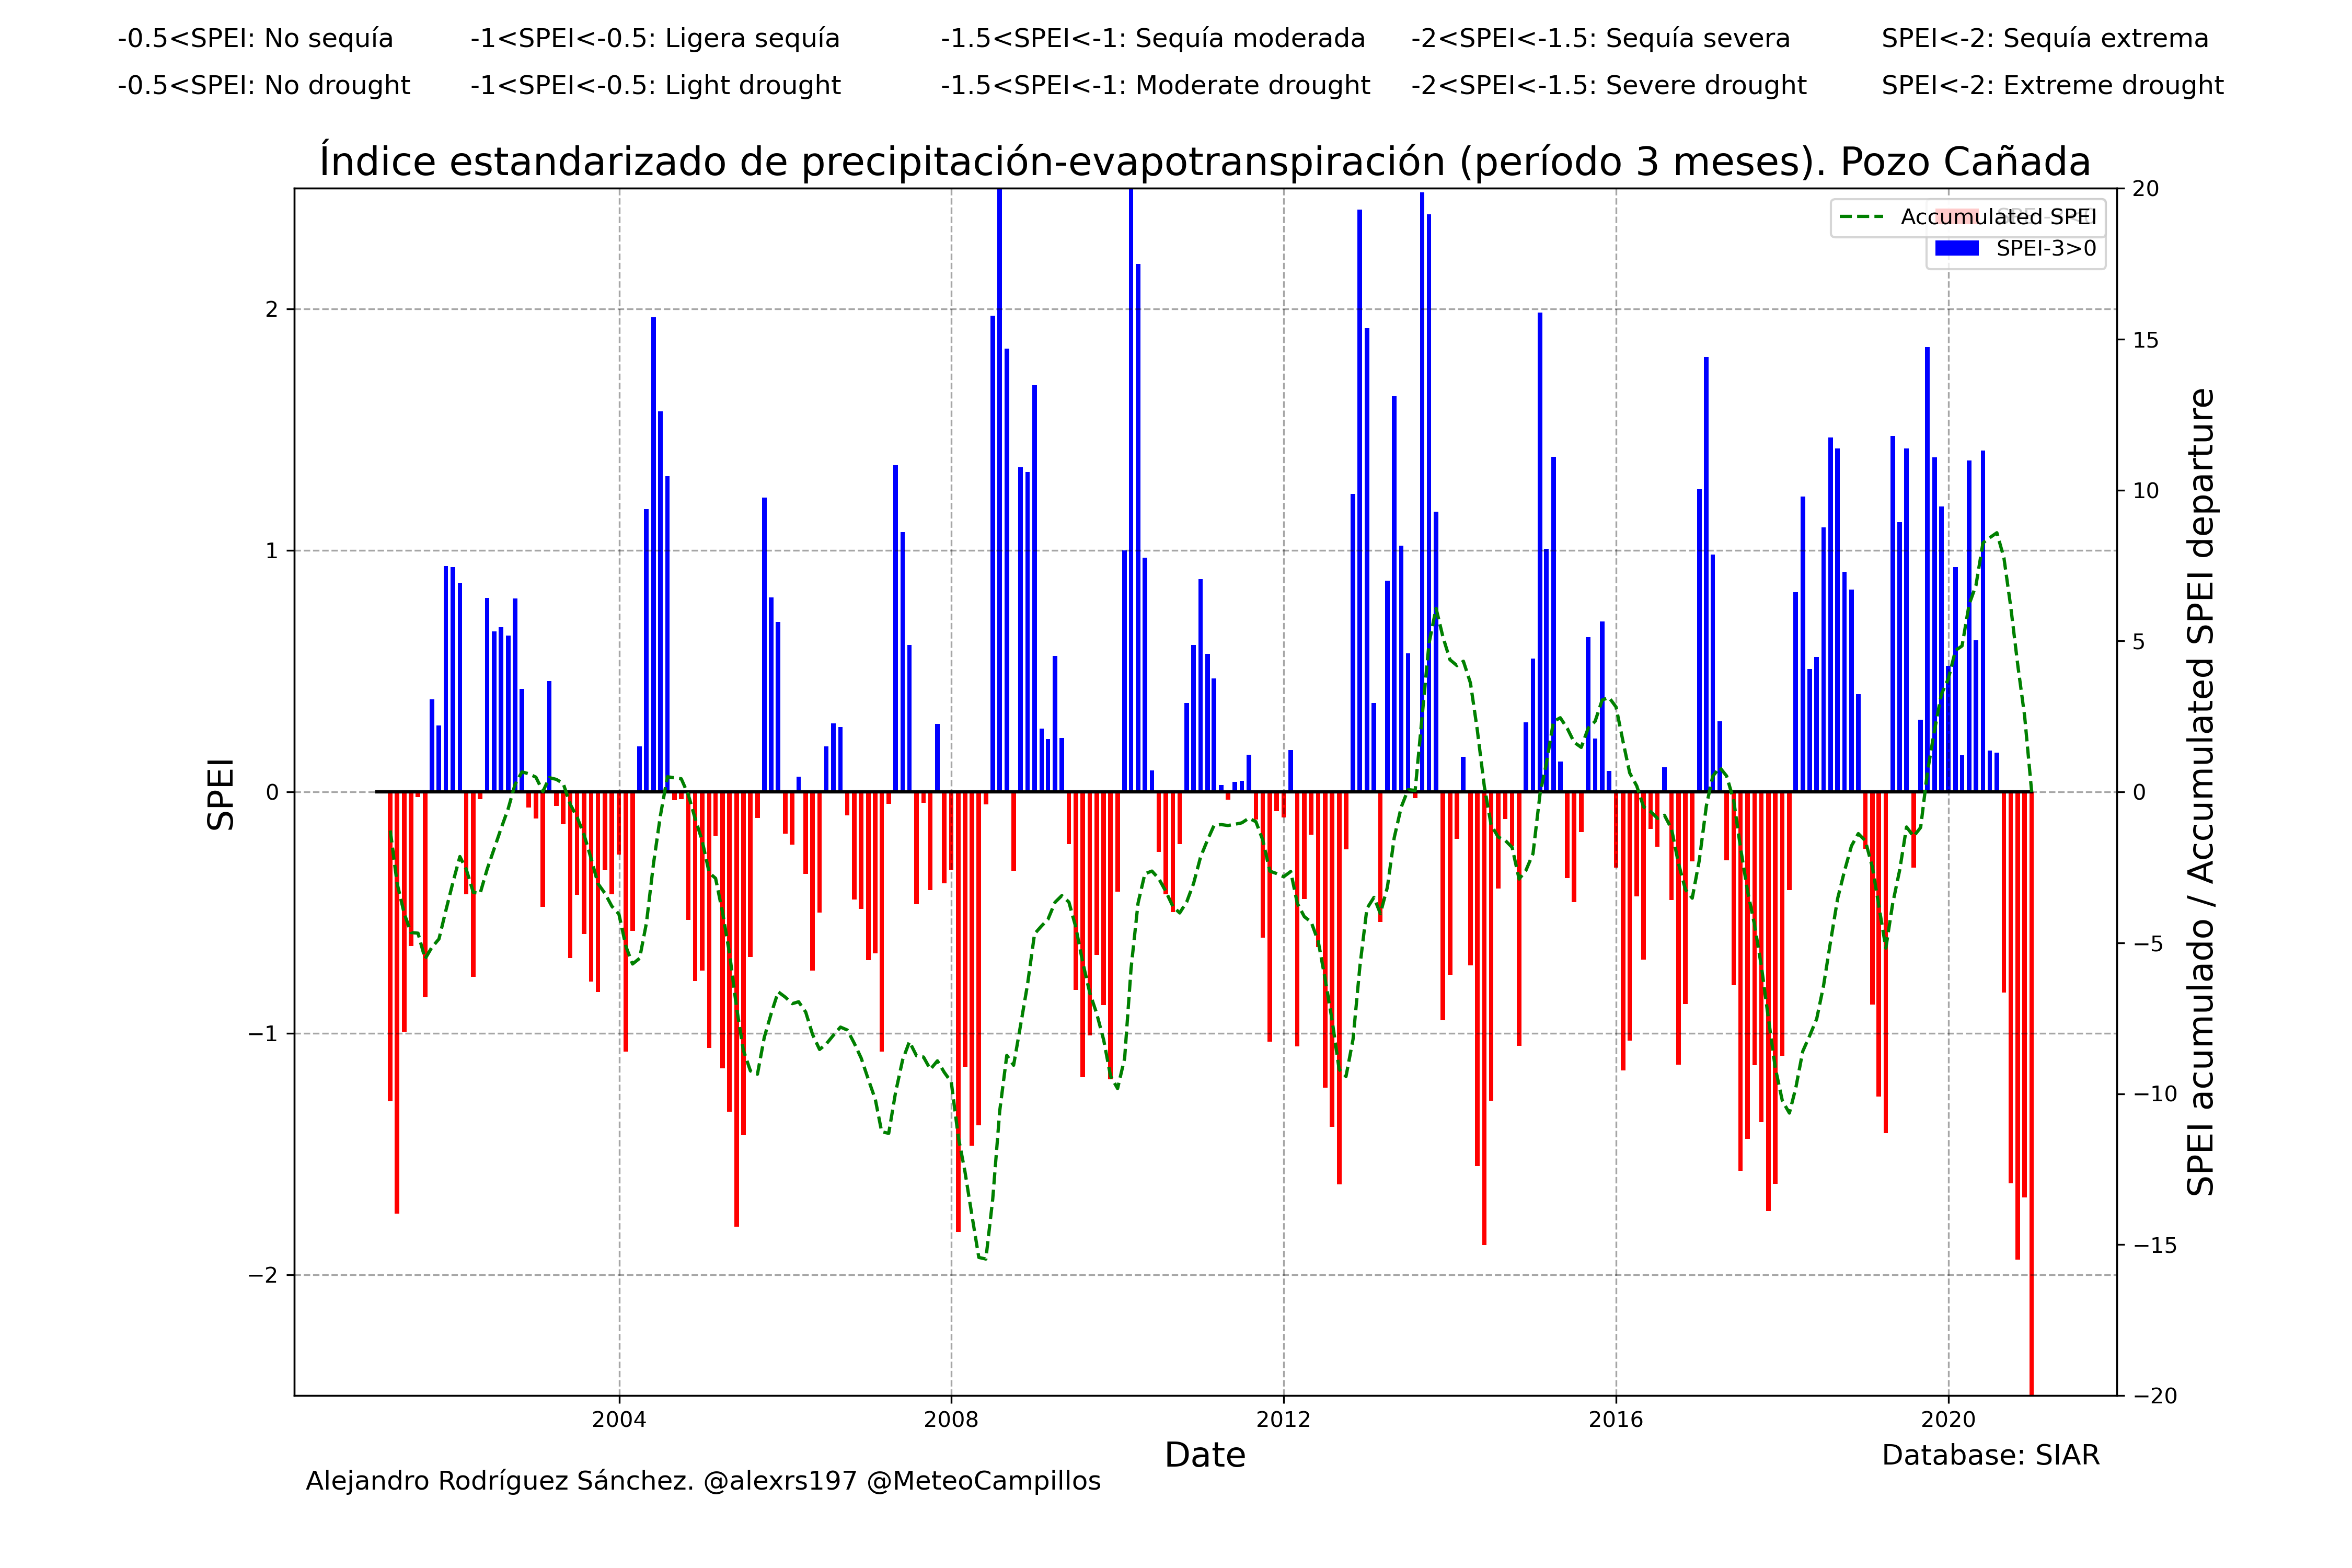 -0.5<SPEI: No sequía -1<SPEI<-0.5: Ligera sequía -1.5<SPEI<-1: Sequía moderada -2<SPEI<-1.5: Sequía severa SPEI<-2: Sequía extrema
-0.5<SPEI: No drought -1<SPEI<-0.5: Light drought -1.5<SPEI<-1: Moderate drought -2<SPEI<-1.5: Severe drought SPEI<-2: Extreme drought
Índice estandarizado de precipitación-evapotranspiración (período 3 meses). Pozo Cañada
Accumulated SPEI
SPEI-3>0
SPEI
2
1
0
−1
−2
20
15
10
5
0
−5
−10
−15
−20
SPEI acumulado / Accumulated SPEI departure
2004 2008 2012 2016 2020
Date
Database: SIAR
Alejandro Rodríguez Sánchez. @alexrs197 @MeteoCampillos